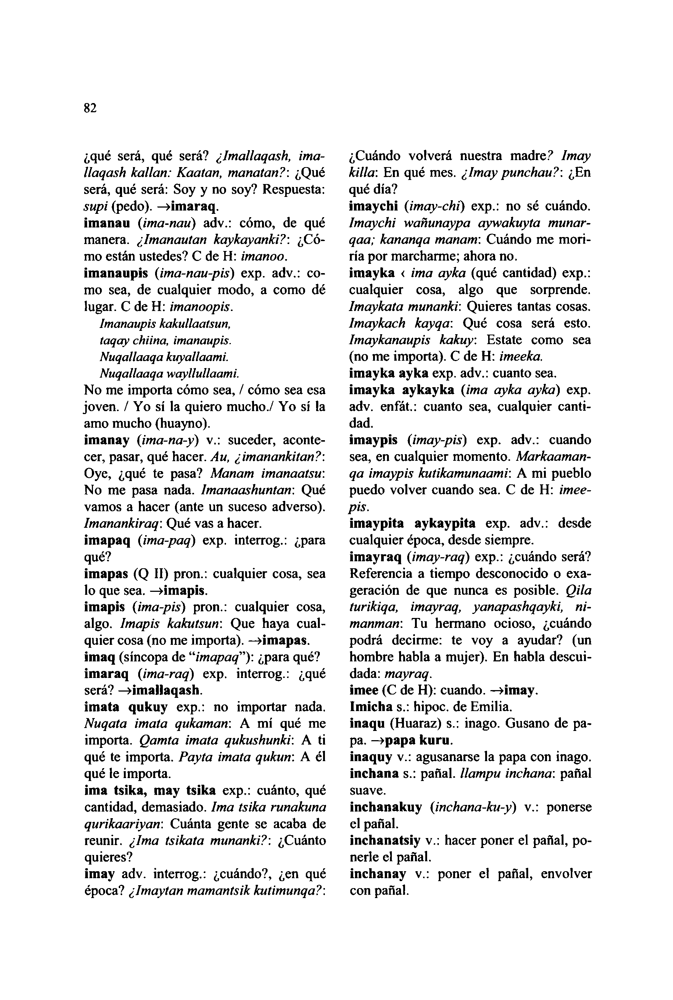 82
¿qué será, qué será? ¿Imallaqash, ima-
llaqash kallan: Kaatan, manatan?: ¿Qué
será, qué será: Soy y no soy? Respuesta:
supi (pedo). →imaraq.
imanau (ima-nau) adv.: cómo, de qué
manera. ¿Imanautan kaykayanki?: ¿Có-
mo están ustedes? C de H: imanoo.
imanaupis (ima-nau-pis) exp. adv.: co-
mo sea, de cualquier modo, a como dé
lugar. C de H: imanoopis.
Imanaupis kakullaatsun,
taqay chiina, imanaupis.
Nuqallaaqa kuyallaami.
Nuqallaaqa wayllullaami.
No me importa cómo sea, / cómo sea esa
joven. / Yo sí la quiero mucho./ Yo sí la
amo mucho (huayno).
imanay (ima-na-y) v.: suceder, aconte-
cer, pasar, qué hacer. Au, ¿imanankitan?:
Oye, ¿qué te pasa? Manam imanaatsu:
No me pasa nada. Imanaashuntan: Qué
vamos a hacer (ante un suceso adverso).
Imanankiraq: Qué vas a hacer.
imapaq (ima-paq) exp. interrog.: ¿para
qué?
imapas (Q II) pron.: cualquier cosa, sea
lo que sea. →imapis.
imapis (ima-pis) pron.: cualquier cosa,
algo. Imapis kakutsun: Que haya cual-
quier cosa (no me importa). →imapas.
imaq (síncopa de “imapaq”): ¿para qué?
imaraq (ima-raq) exp. interrog.: ¿qué
será? →imallaqash.
imata qukuy exp.: no importar nada.
Nuqata imata qukaman: A mí qué me
importa. Qamta imata qukushunki: A ti
qué te importa. Payta imata qukun: A él
qué le importa.
ima tsika, may tsika exp.: cuánto, qué
cantidad, demasiado. Ima tsika runakuna
qurikaariyan: Cuánta gente se acaba de
reunir. ¿Ima tsikata munanki?: ¿Cuánto
quieres?
imay adv. interrog.: ¿cuándo?, ¿en qué
época? ¿Imaytan mamantsik kutimunqa?:
¿Cuándo volverá nuestra madre? Imay
killa: En qué mes. ¿Imay punchau?: ¿En
qué día?
imaychi (imay-chi) exp.: no sé cuándo.
Imaychi wañunaypa aywakuyta munar-
qaa; kananqa manam: Cuándo me mori-
ría por marcharme; ahora no.
imayka ‹ ima ayka (qué cantidad) exp.:
cualquier cosa, algo que sorprende.
Imaykata munanki: Quieres tantas cosas.
Imaykach kayqa: Qué cosa será esto.
Imaykanaupis kakuy: Estate como sea
(no me importa). C de H: imeeka.
imayka ayka exp. adv.: cuanto sea.
imayka aykayka (ima ayka ayka) exp.
adv. enfát.: cuanto sea, cualquier canti-
dad.
imaypis (imay-pis) exp. adv.: cuando
sea, en cualquier momento. Markaaman-
qa imaypis kutikamunaami: A mi pueblo
puedo volver cuando sea. C de H: imee-
pis.
imaypita aykaypita exp. adv.: desde
cualquier época, desde siempre.
imayraq (imay-raq) exp.: ¿cuándo será?
Referencia a tiempo desconocido o exa-
geración de que nunca es posible. Qila
turikiqa, imayraq, yanapashqayki, ni-
manman: Tu hermano ocioso, ¿cuándo
podrá decirme: te voy a ayudar? (un
hombre habla a mujer). En habla descui-
dada: mayraq.
imee (C de H): cuando. →imay.
Imicha s.: hipoc. de Emilia.
inaqu (Huaraz) s.: inago. Gusano de pa-
pa. →papa kuru.
inaquy v.: agusanarse la papa con inago.
inchana s.: pañal. llampu inchana: pañal
suave.
inchanakuy (inchana-ku-y) v.: ponerse
el pañal.
inchanatsiy v.: hacer poner el pañal, po-
nerle el pañal.
inchanay v.: poner el pañal, envolver
con pañal.